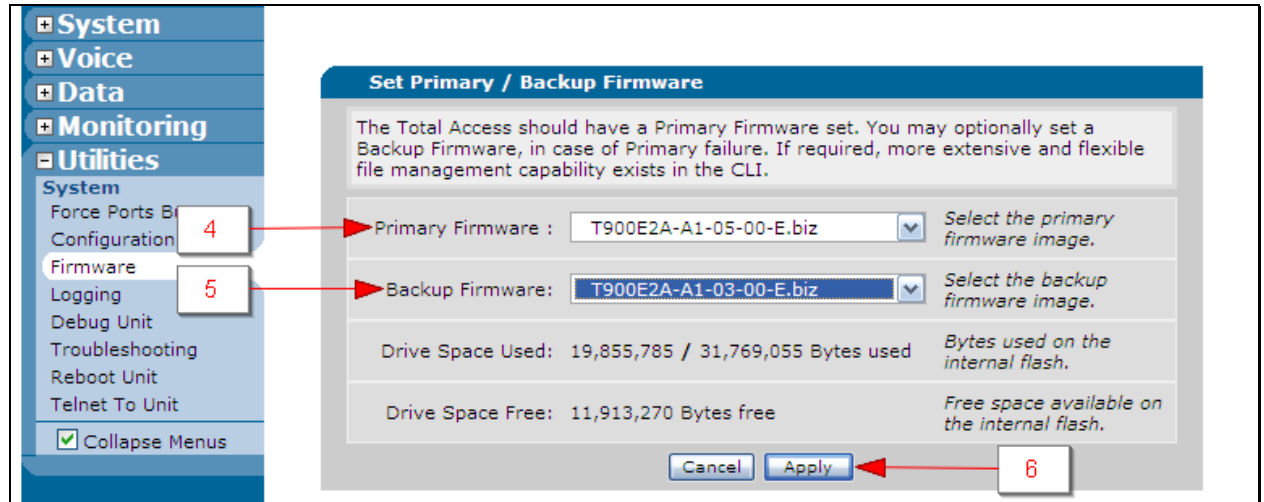 System
Voice
Data
Monitoring
Utilities
System
Force Ports
Configuration
Firmware
Logging
Debug Unit
Troubleshooting
Reboot Unit
Telnet To Unit
Collapse Menus
4
5
Set Primary / Backup Firmware
The Total Access should have a Primary Firmware set. You may optionally set a
Backup Firmware, in case of Primary failure. If required, more extensive and flexible
file management capability exists in the CLI.
Primary Firmware : T900E2A-A1-05-00-E.biz Select the primary
firmware image.
Backup Firmware: T900E2A-A1-03-00-E.biz Select the backup
firmware image.
Drive Space Used: 19,855,785 / 31,769,055 Bytes used Bytes used on the
internal flash.
Drive Space Free: 11,913,270 Bytes free Free space available on
the internal flash.
Cancel Apply 6